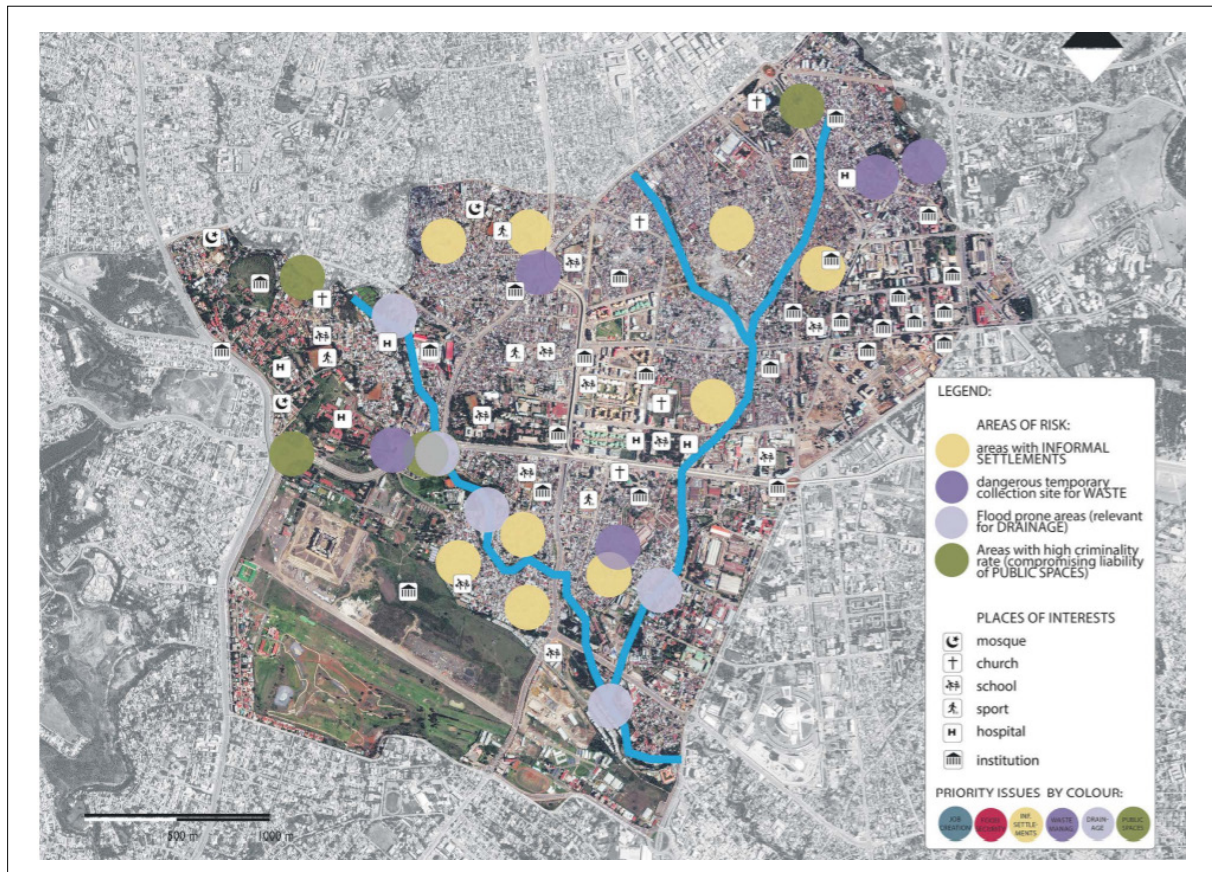 LEGEND:
AREAS OF RISK:
areas with INFORMAL
SETTLEMENTS
dangerous temporary
collection site for WASTE
Flood prone areas (relevant
for DRAINAGE)
Areas with high criminality
rate (compromising liability
of PUBLIC SPACES)
PLACES OF INTERESTS
mosque
church
school
sport
H hospital
institution
PRIORITY ISSUES BY COLOUR:
JOB
CREATION
FOOD
SECURITY
INF.
SETTLE-
MENTS
WASTE
MANAG.
DRAIN-
AGE
PUBLIC
SPACES
500 m
1000 m
H
H
H
H
H
H